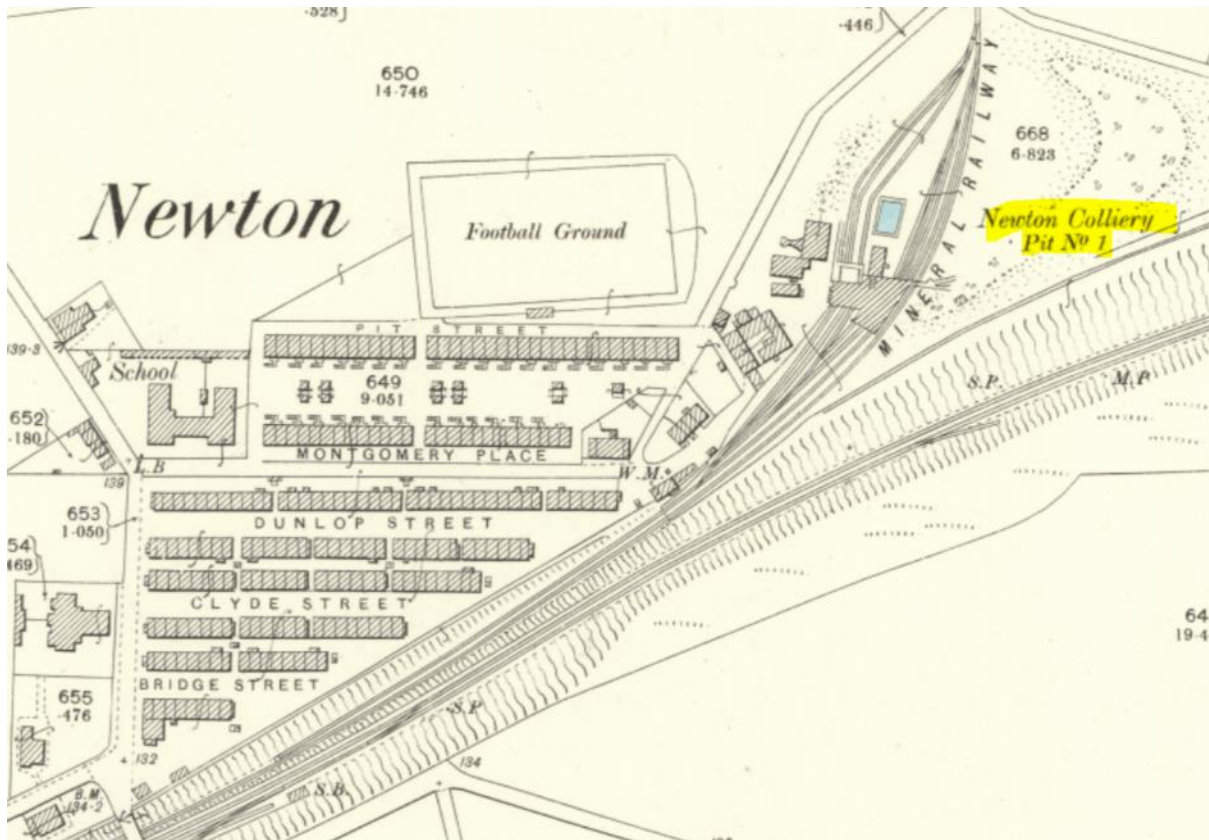 ·528
·446
650
14·746
668
6·823
MINERAL RAILWAY
Newton
Football Ground
Newton Colliery
Pit Nº 1
PIT STREET
139·3
School
649
9·051
S.P.
M.P
652
·180
MONTGOMERY PLACE
L.B
W.M.
139
653
1·050
DUNLOP STREET
54
469
CLYDE STREET
64
19·4
BRIDGE STREET
655
·476
S.P
132
134
B.M.
134·2
S.B.